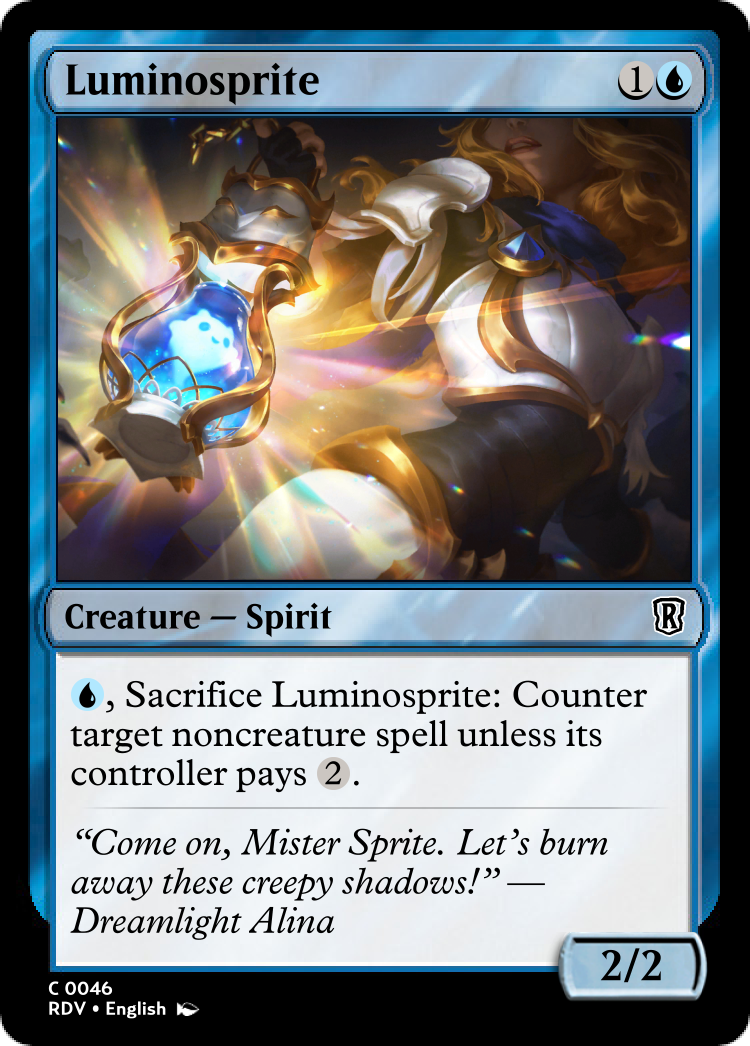 Luminosprite 1
Creature — Spirit R
, Sacrifice Luminosprite: Counter
target noncreature spell unless its
controller pays 2.
“Come on, Mister Sprite. Let’s burn
away these creepy shadows!” —
Dreamlight Alina
2/2
C 0046
RDV • English